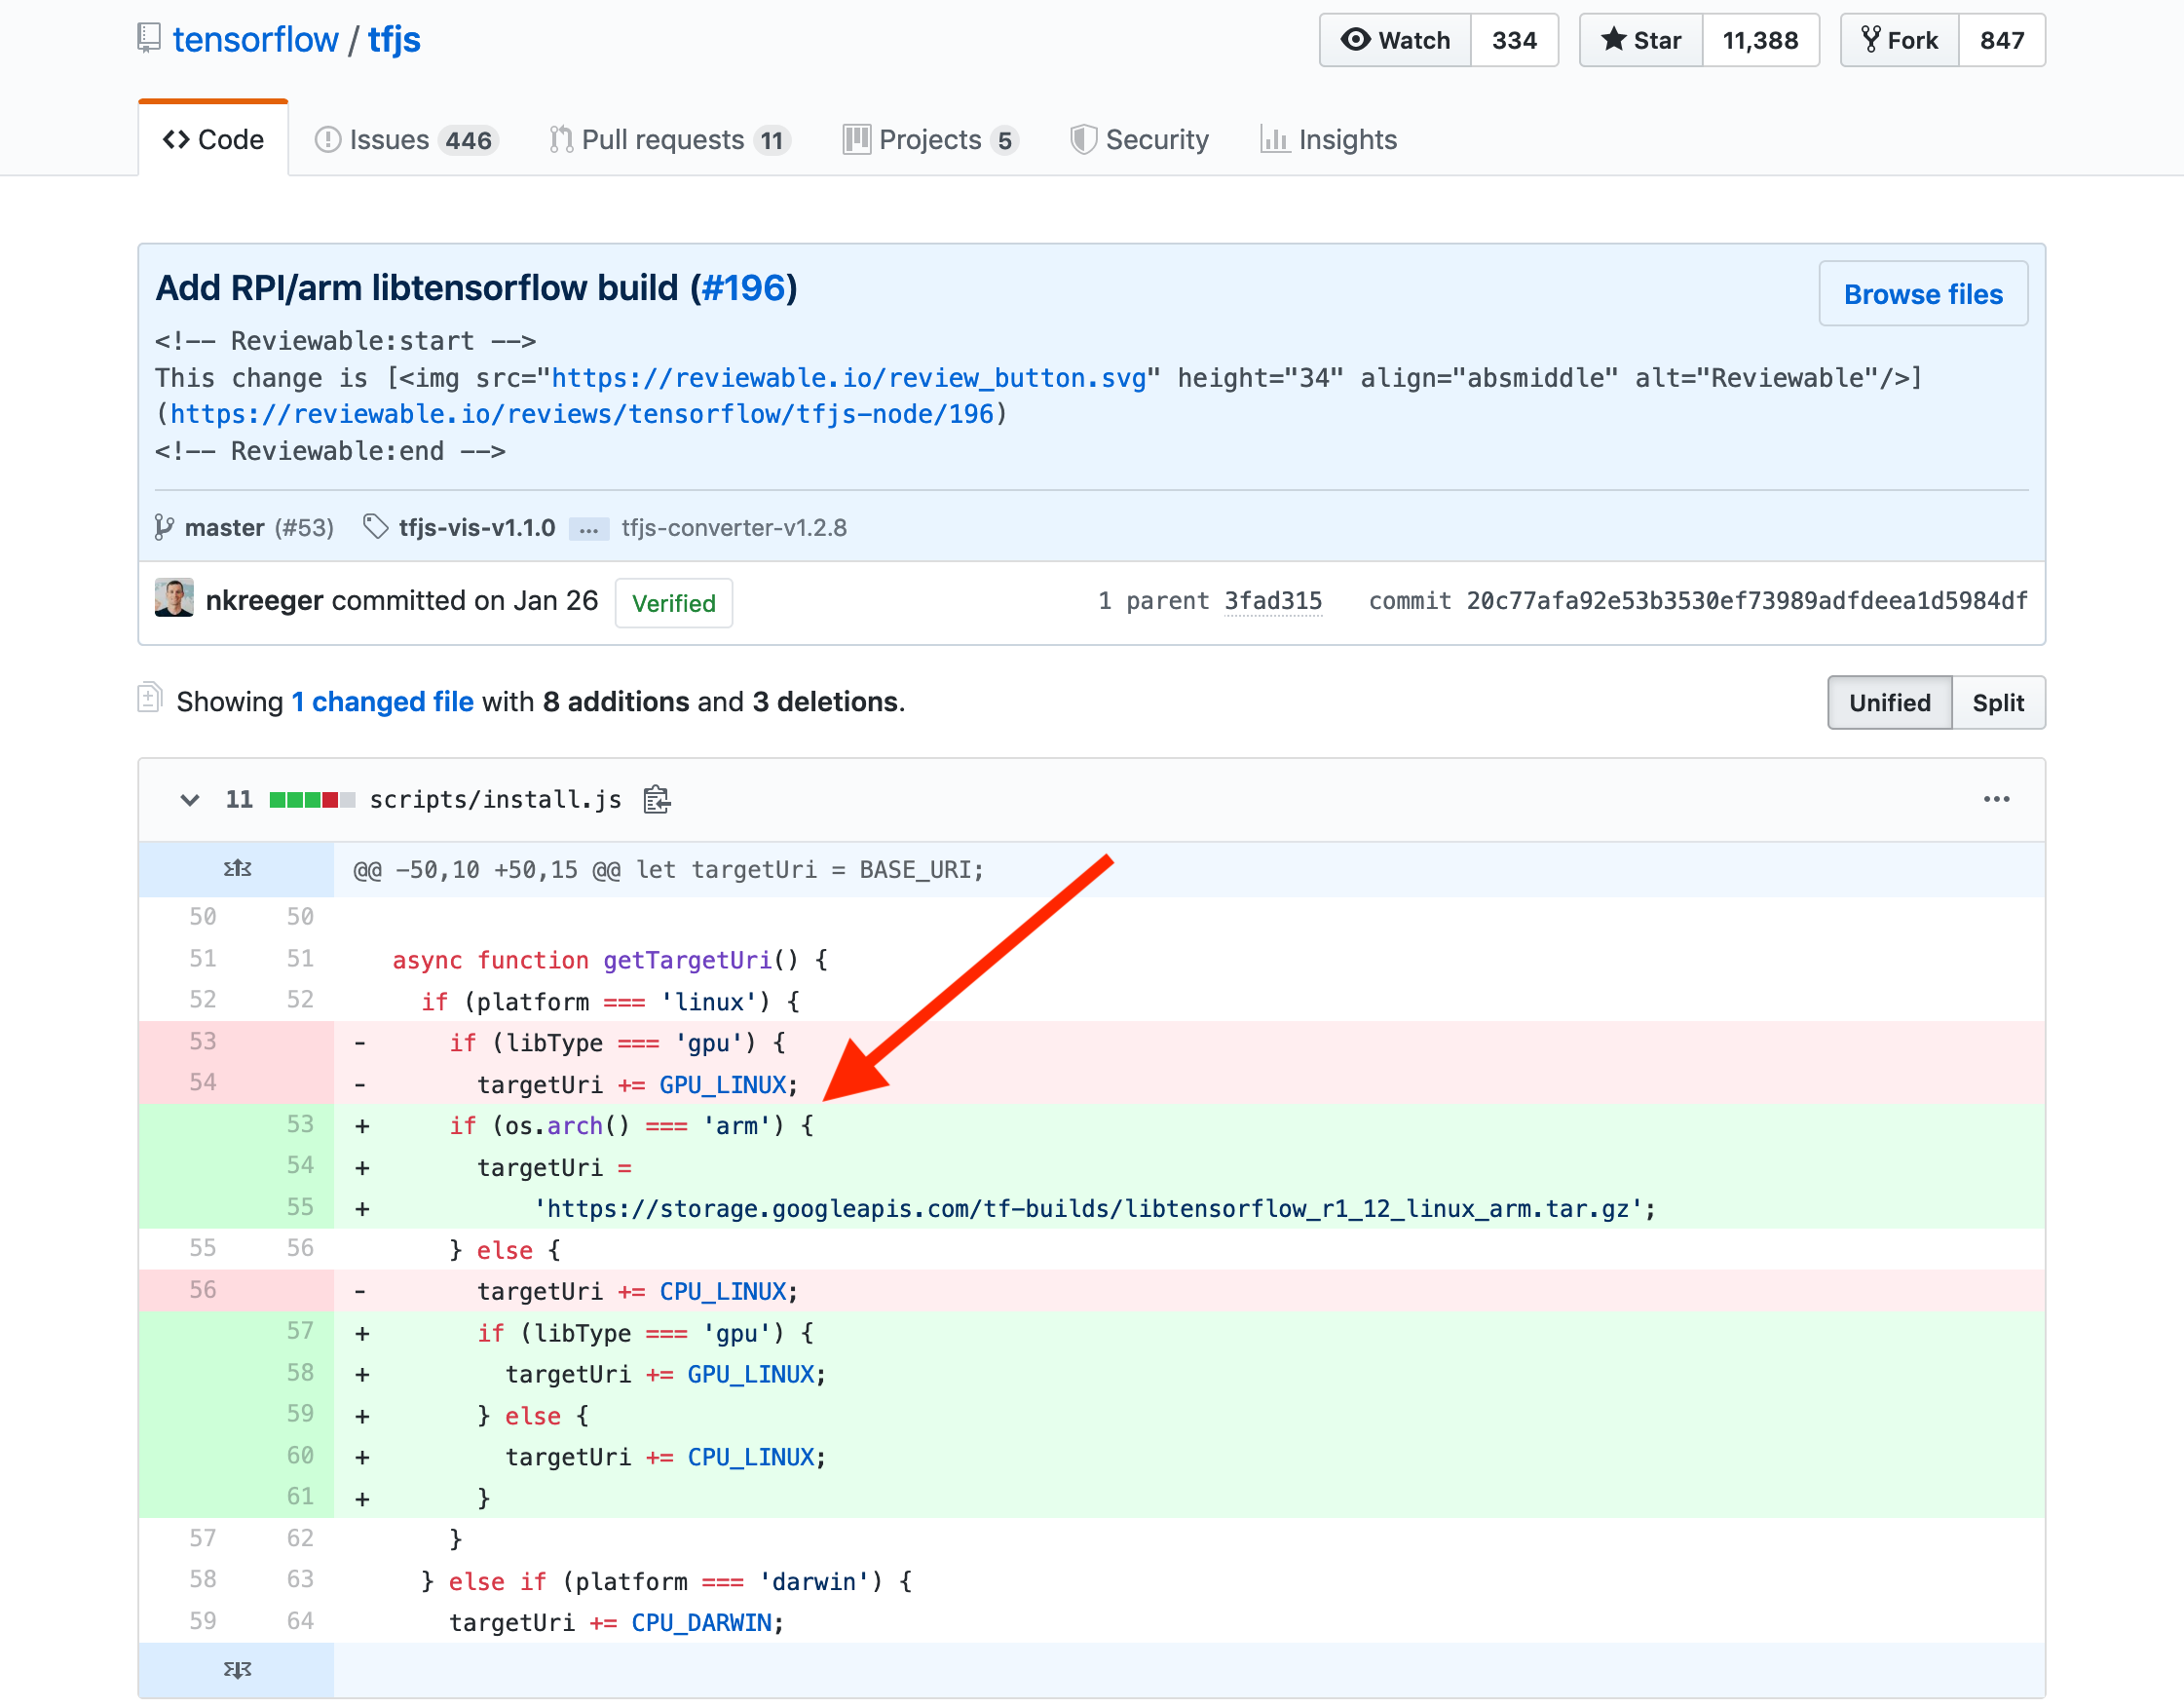 tensorflow / tfjs
Watch 334 Star 11,388 Fork 847
Code Issues 446 Pull requests 11 Projects 5 Security Insights
Add RPI/arm libtensorflow build (#196)
Browse files
<!-- Reviewable:start -->
This change is [<img src="https://reviewable.io/review_button.svg" height="34" align="absmiddle" alt="Reviewable"/>]
(https://reviewable.io/reviews/tensorflow/tfjs-node/196)
<!-- Reviewable:end -->
master (#53) tfjs-vis-v1.1.0 ... tfjs-converter-v1.2.8
nkreeger committed on Jan 26 Verified 1 parent 3fad315 commit 20c77afa92e53b3530ef73989adfdeea1d5984df
Showing 1 changed file with 8 additions and 3 deletions.
Unified Split
11 scripts/install.js
@@ -50,10 +50,15 @@ let targetUri = BASE_URI;
50 50
51 51 async function getTargetUri() {
52 52 if (platform === 'linux') {
53 - if (libType === 'gpu') {
54 - targetUri += GPU_LINUX;
53 + if (os.arch() === 'arm') {
54 + targetUri =
55 + 'https://storage.googleapis.com/tf-builds/libtensorflow_r1_12_linux_arm.tar.gz';
55 56 } else {
56 - targetUri += CPU_LINUX;
57 + if (libType === 'gpu') {
58 + targetUri += GPU_LINUX;
59 + } else {
60 + targetUri += CPU_LINUX;
61 + }
57 62 }
58 63 } else if (platform === 'darwin') {
59 64 targetUri += CPU_DARWIN;